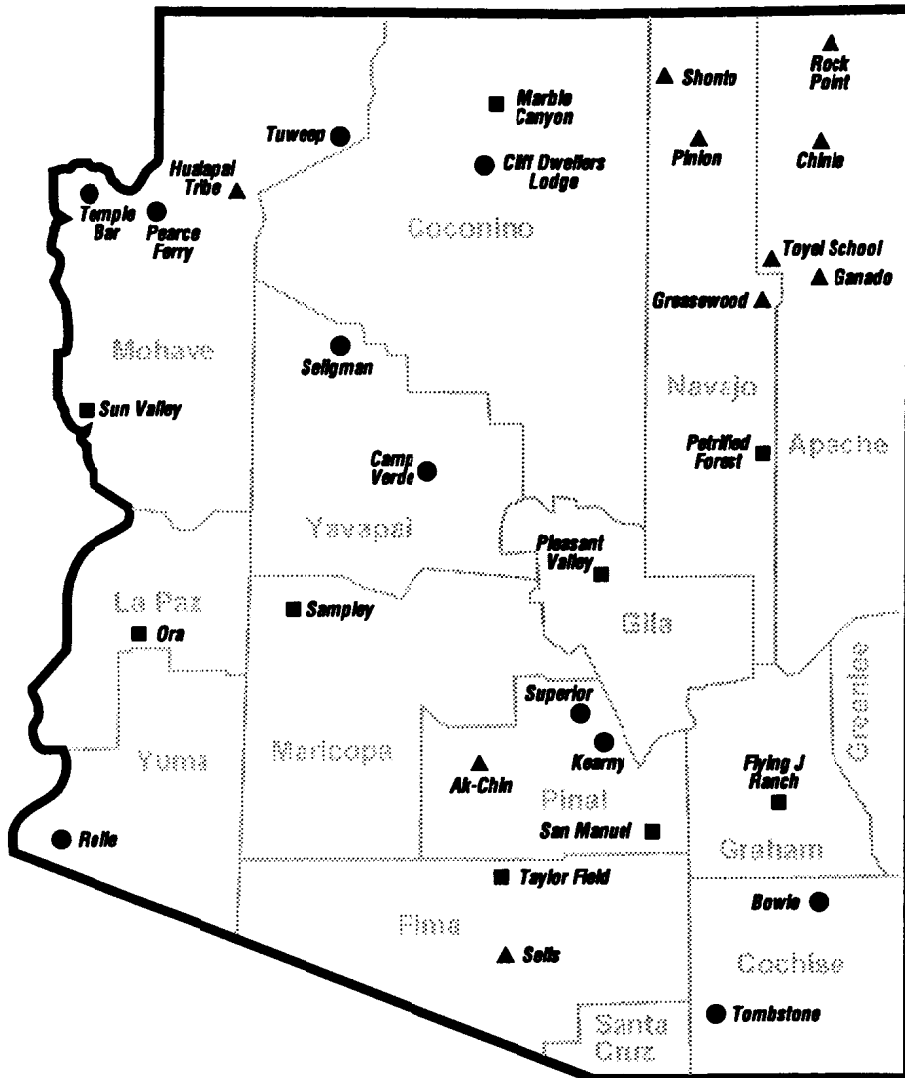 Rock
Point
Shonto
Marble
Canyon
Tuweep
Pinion
Chinle
Cliff Dwellers
Lodge
Hualapai
Tribe
Temple
Bar
Pearce
Ferry
Coconino
Toyei School
Ganado
Greasewood
Mohave
Seligman
Navajo
Sun Valley
Apache
Petrified
Forest
Camp
Verde
Yavapai
Pleasant
Valley
La Paz
Sampley
Gila
Ora
Greenlee
Superior
Maricopa
Yuma
Kearny
Ak-Chin
Flying J
Ranch
Pinal
San Manuel
Rolle
Graham
Taylor Field
Bowie
Pima
Sells
Cochise
Santa
Cruz
Tombstone